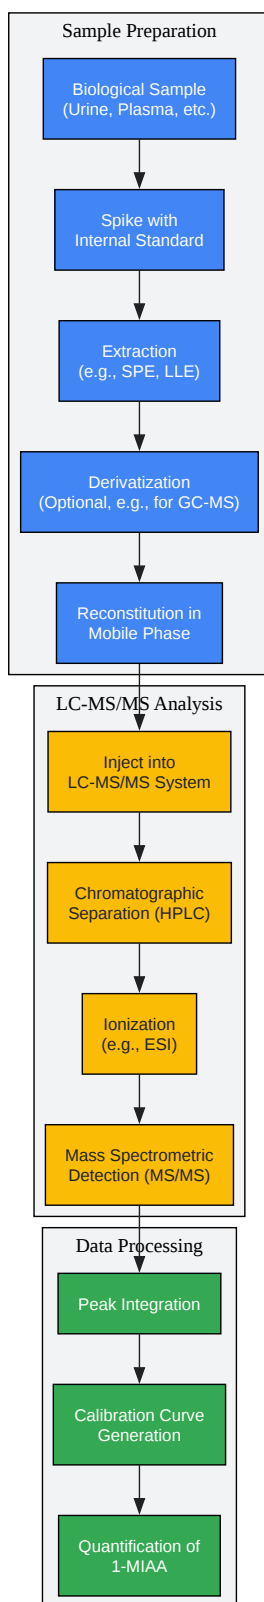 Sample Preparation
Biological Sample
(Urine, Plasma, etc.)
Spike with
Internal Standard
Extraction
(e.g., SPE, LLE)
Derivatization
(Optional, e.g., for GC-MS)
Reconstitution in
Mobile Phase
LC-MS/MS Analysis
Inject into
LC-MS/MS System
Chromatographic
Separation (HPLC)
Ionization
(e.g., ESI)
Mass Spectrometric
Detection (MS/MS)
Data Processing
Peak Integration
Calibration Curve
Generation
Quantification of
1-MIAA